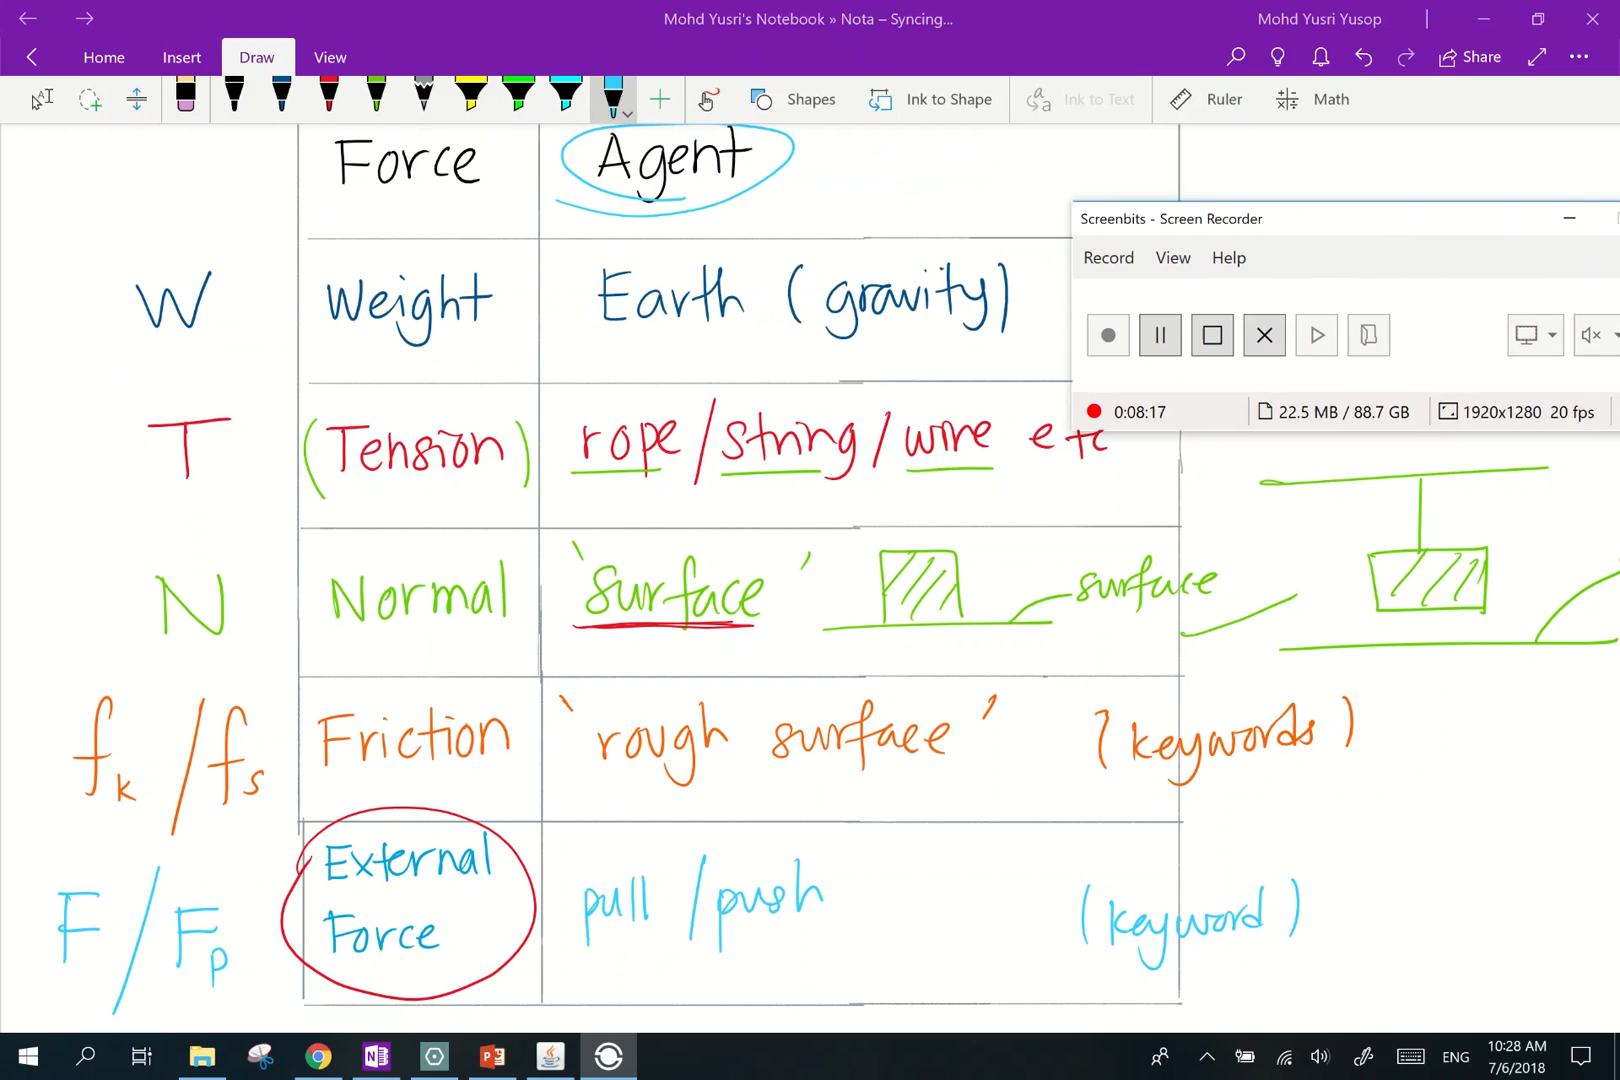 Mohd Yusri's Notebook » Nota – Syncing...
Mohd Yusri Yusop
Home Insert Draw View
Share
Shapes Ink to Shape Ink to Text Ruler Math
Force Agent
Screenbits - Screen Recorder
Record View Help
0:08:17 22.5 MB / 88.7 GB 1920x1280 20 fps
W Weight Earth (gravity)
T (Tension) rope/string/wire etc
N Normal 'surface' surface
fk/fs Friction 'rough surface' (keywords)
F/Fp External Force pull/push (keyword)
ENG
10:28 AM
7/6/2018